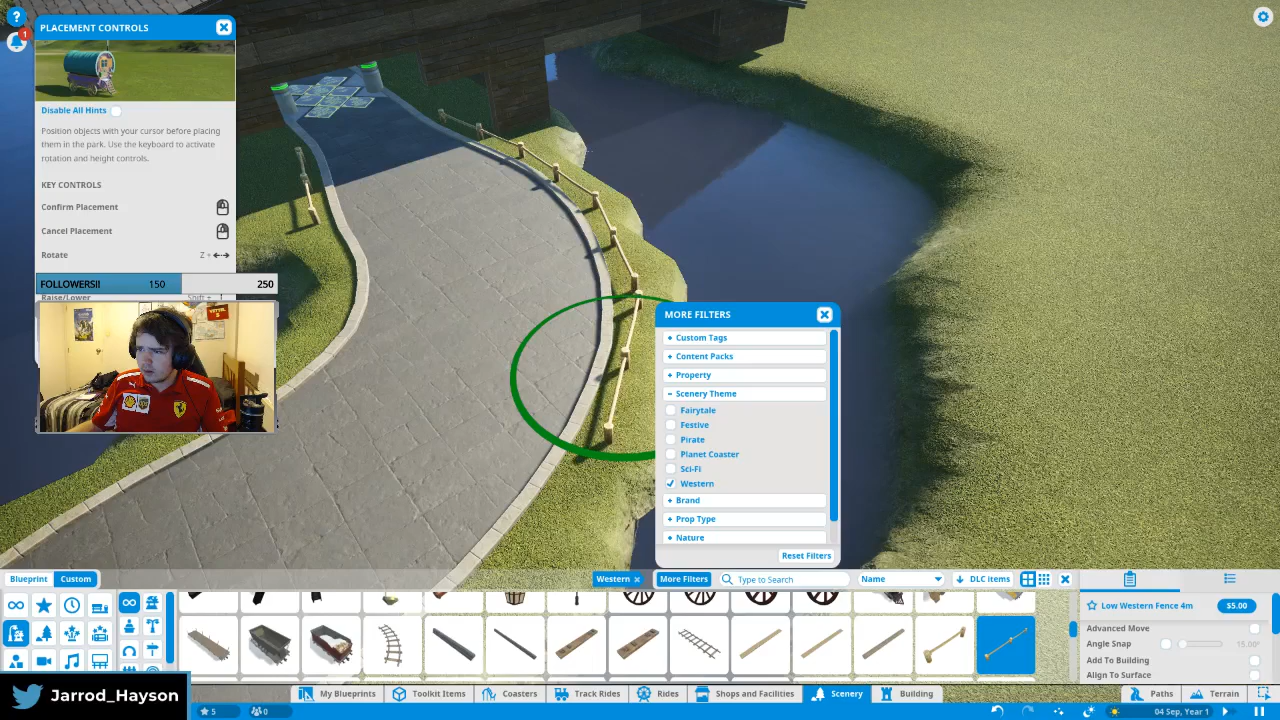 ?
1
PLACEMENT CONTROLS
Disable All Hints
Position objects with your cursor before placing
them in the park. Use the keyboard to activate
rotation and height controls.
KEY CONTROLS
Confirm Placement
Cancel Placement
Rotate Z +
FOLLOWERS!! 150 250
Raise/Lower Shift +
MORE FILTERS
+ Custom Tags
+ Content Packs
+ Property
- Scenery Theme
Fairytale
Festive
Pirate
Planet Coaster
Sci-Fi
Western
+ Brand
+ Prop Type
+ Nature
Reset Filters
Blueprint Custom
Western × More Filters Type to Search Name DLC items
Low Western Fence 4m $5.00
Advanced Move
Angle Snap 15.00°
Add To Building
Align To Surface
Jarrod_Hayson
My Blueprints Toolkit Items Coasters Track Rides Rides Shops and Facilities Scenery Building Paths Terrain
5 0 04 Sep, Year 1